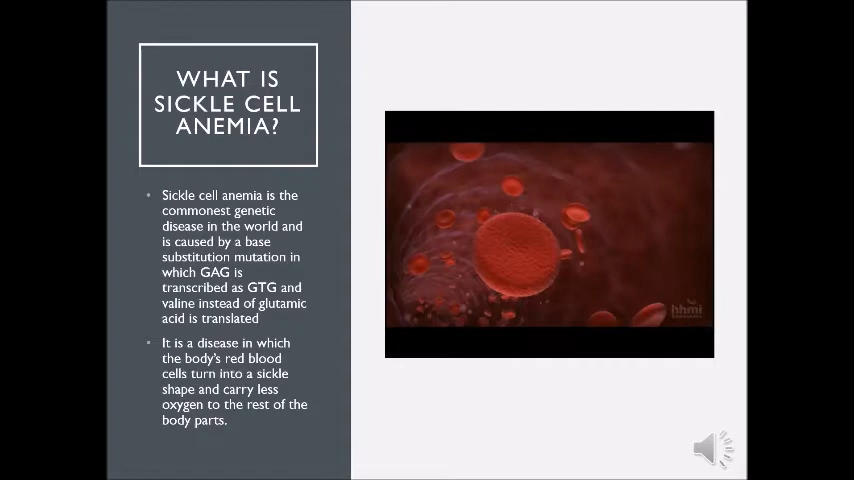 WHAT IS
SICKLE CELL
ANEMIA?
• Sickle cell anemia is the
commonest genetic
disease in the world and
is caused by a base
substitution mutation in
which GAG is
transcribed as GTG and
valine instead of glutamic
acid is translated
• It is a disease in which
the body's red blood
cells turn into a sickle
shape and carry less
oxygen to the rest of the
body parts.
hhmi